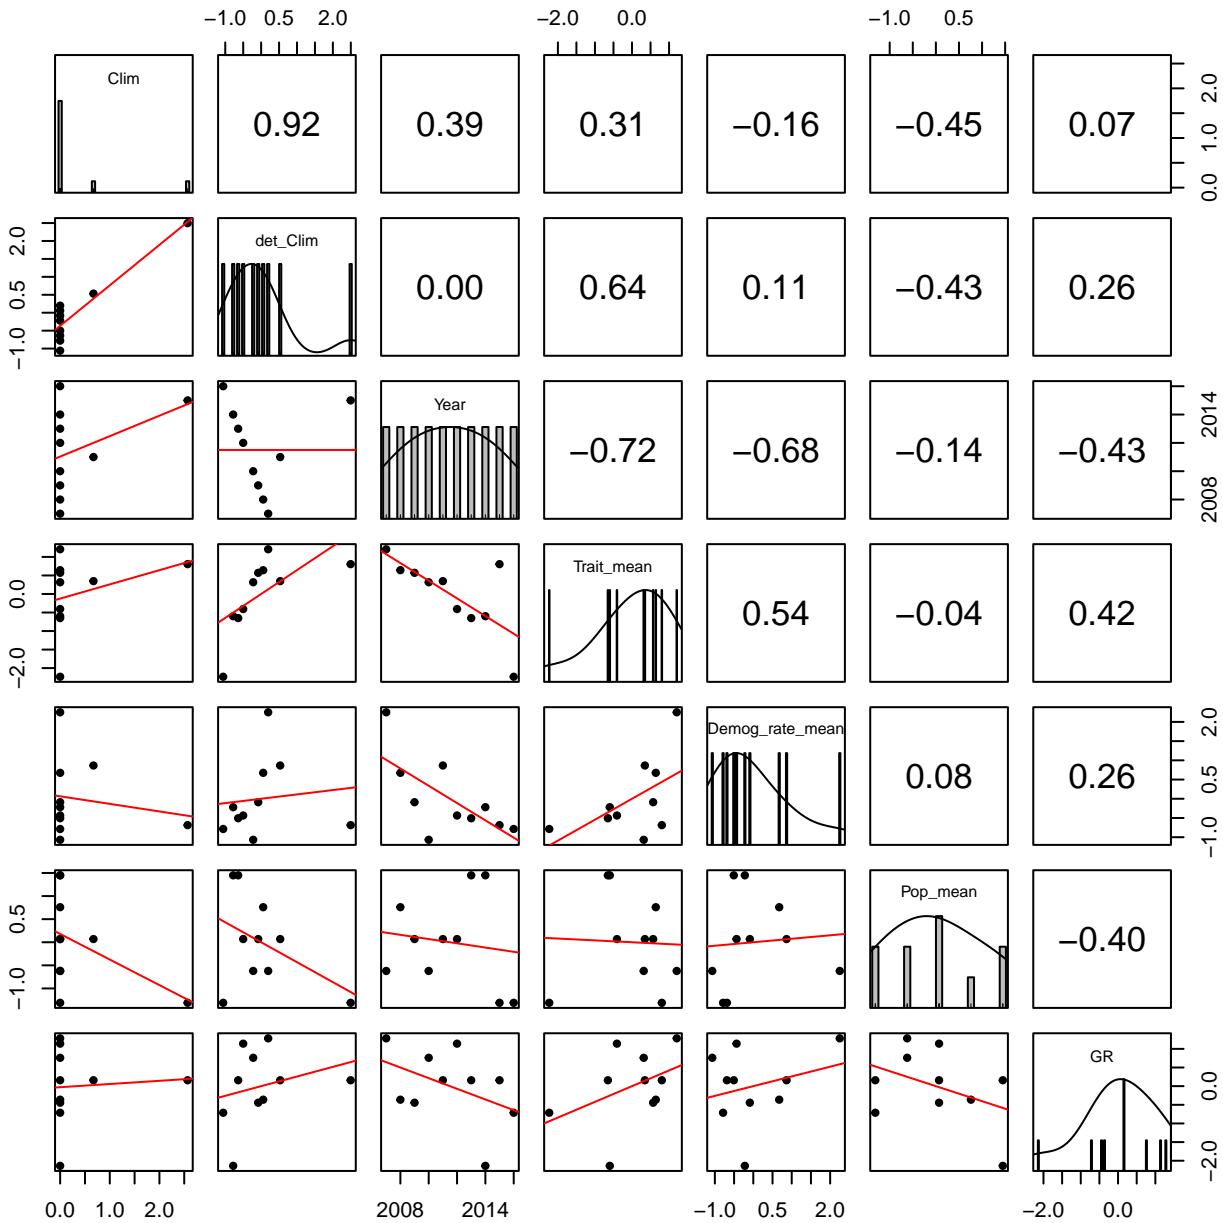 −1.0 0.5 2.0 −2.0 0.0 −1.0 0.5
Clim 0.92 0.39 0.31 −0.16 −0.45 0.07 0.0 1.0 2.0
−1.0 0.5 2.0 det_Clim 0.00 0.64 0.11 −0.43 0.26
Year −0.72 −0.68 −0.14 −0.43 2008 2014
−2.0 0.0 Trait_mean 0.54 −0.04 0.42
Demog_rate_mean 0.08 0.26 −1.0 0.5 2.0
−1.0 0.5 Pop_mean −0.40
GR −2.0 0.0
0.0 1.0 2.0 2008 2014 −1.0 0.5 2.0 −2.0 0.0